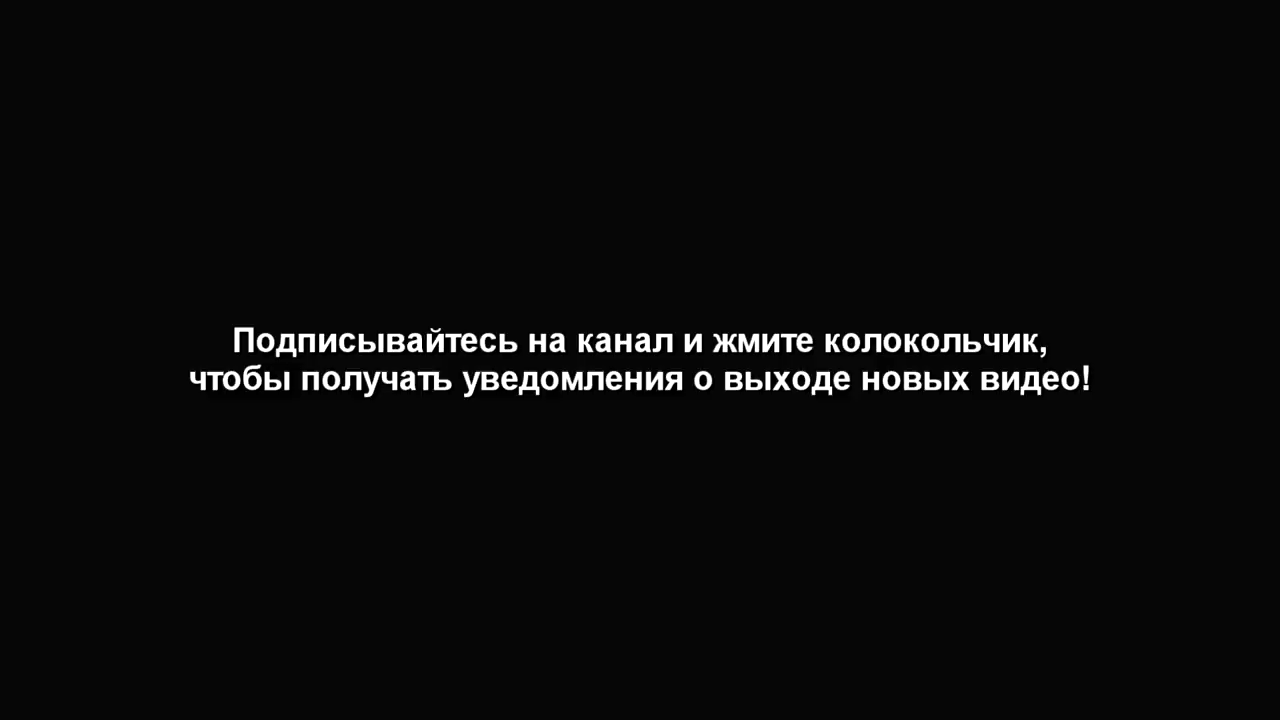 Подписывайтесь на канал и жмите колокольчик,
чтобы получать уведомления о выходе новых видео!